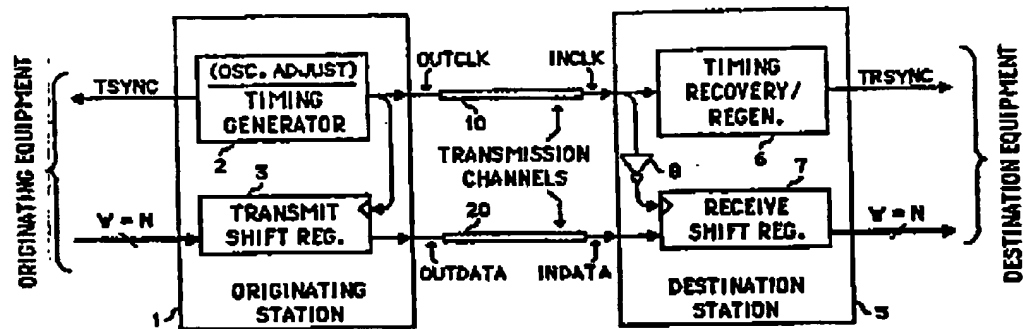 ORIGINATING EQUIPMENT
TSYNC
(OSC. ADJUST)
TIMING
GENERATOR
2
3
TRANSMIT
SHIFT REG.
W = N
ORIGINATING
STATION
1
OUTCLK
INCLK
10
TRANSMISSION
CHANNELS
20
OUTDATA
INDATA
TIMING
RECOVERY/
REGEN.
6
8
7
RECEIVE
SHIFT REG.
TRSYNC
W = N
DESTINATION
STATION
5
DESTINATION EQUIPMENT